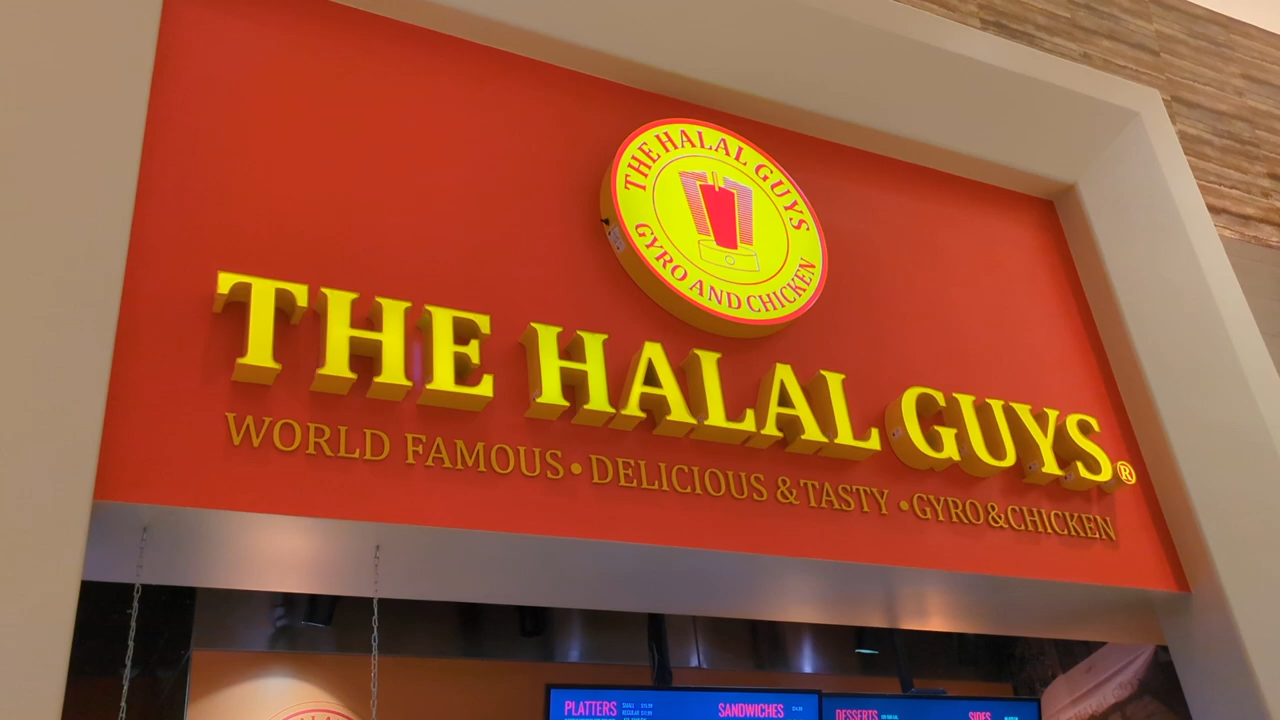 THE HALAL GUYS
GYRO AND CHICKEN
THE HALAL GUYS®
WORLD FAMOUS • DELICIOUS & TASTY • GYRO & CHICKEN
PLATTERS
SANDWICHES
DESSERTS
SIDES